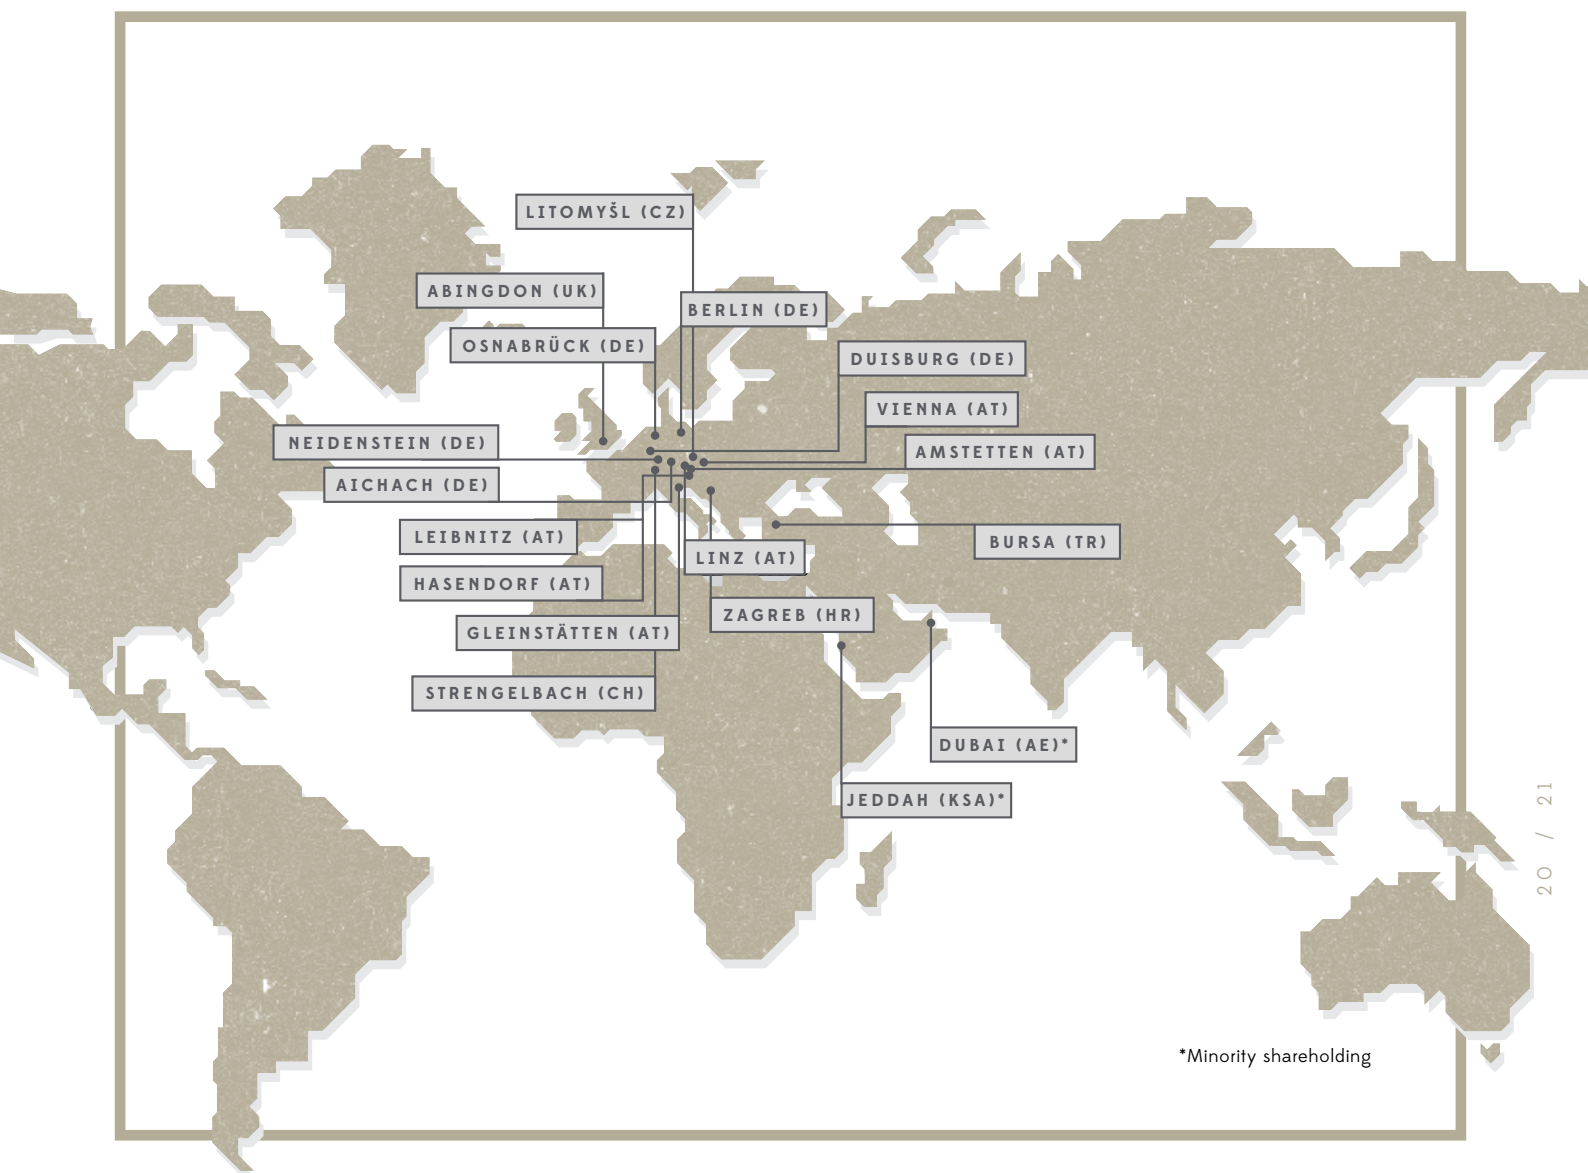 LITOMYŠL (CZ)
ABINGDON (UK)
BERLIN (DE)
OSNABRÜCK (DE)
DUISBURG (DE)
VIENNA (AT)
NEIDENSTEIN (DE)
AMSTETTEN (AT)
AICHACH (DE)
LEIBNITZ (AT)
BURSA (TR)
LINZ (AT)
HASENDORF (AT)
ZAGREB (HR)
GLEINSTÄTTEN (AT)
STRENGELBACH (CH)
DUBAI (AE)*
JEDDAH (KSA)*
20 / 21
*Minority shareholding